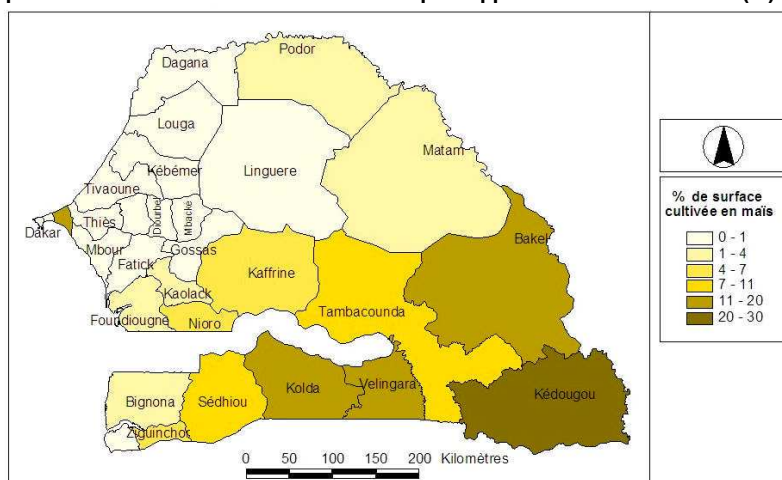 Podor
Dagana
Louga
Matam
Linguere
Kébémer
Tivaoune
Diourbel
Mbacké
Thiès
Dakar
Bakel
Mbour
Gossas
Fatick
Kaffrine
Kaolack
Tambacounda
Foundiougne
Nioro
Kolda
Velingara
Kédougou
Sédhiou
Bignona
Ziguinchor
0 50 100 150 200 Kilomètres
% de surface
cultivée en maïs
0 - 1
1 - 4
4 - 7
7 - 11
11 - 20
20 - 30